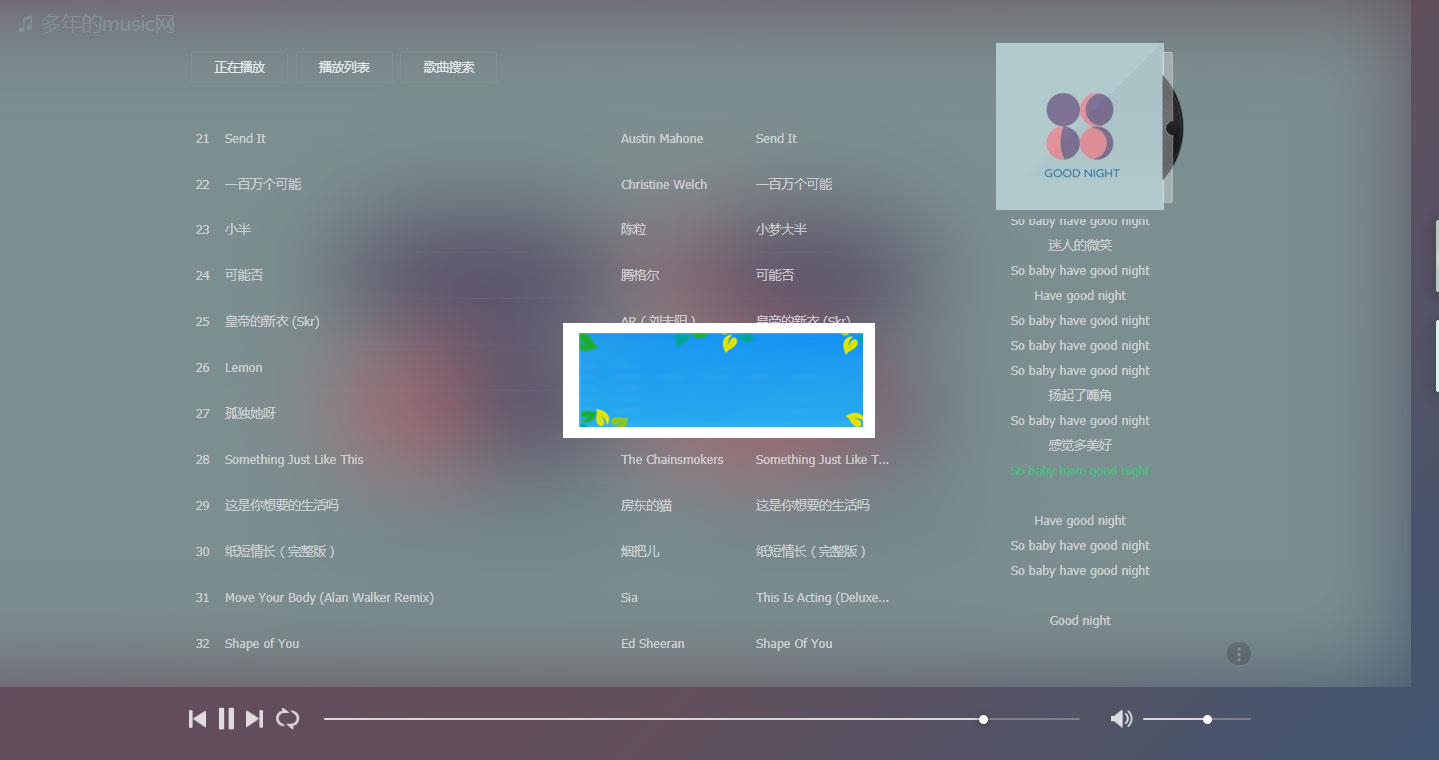 多年的music网
正在播放 播放列表 歌曲搜索
21 Send It Austin Mahone Send It
22 一百万个可能 Christine Welch 一百万个可能
23 小半 陈粒 小梦大半
24 可能否 腾格尔 可能否
25 皇帝的新衣 (Skr) AR（刘夫阳） 皇帝的新衣 (Skr)
26 Lemon
27 孤独她呀
28 Something Just Like This The Chainsmokers Something Just Like T...
29 这是你想要的生活吗 房东的猫 这是你想要的生活吗
30 纸短情长（完整版） 烟把儿 纸短情长（完整版）
31 Move Your Body (Alan Walker Remix) Sia This Is Acting (Deluxe...
32 Shape of You Ed Sheeran Shape Of You
GOOD NIGHT
So baby have good night
迷人的微笑
So baby have good night
Have good night
So baby have good night
So baby have good night
So baby have good night
扬起了嘴角
So baby have good night
感觉多美好
So baby have good night
Have good night
So baby have good night
So baby have good night
Good night